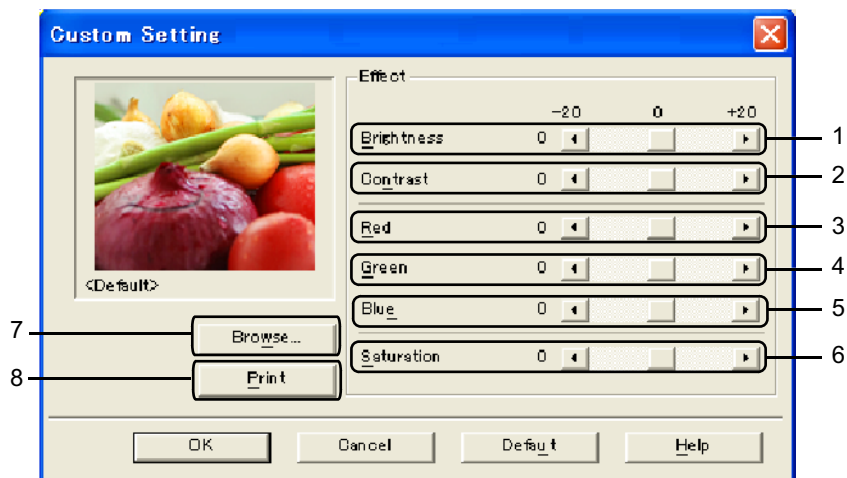 Custom Setting
Effect
-20 0 +20
Brightness 0 1
Contrast 0 2
Red 0 3
Green 0 4
<Default>
Blue 0 5
7 Browse...
Saturation 0 6
8 Print
OK Cancel Default Help